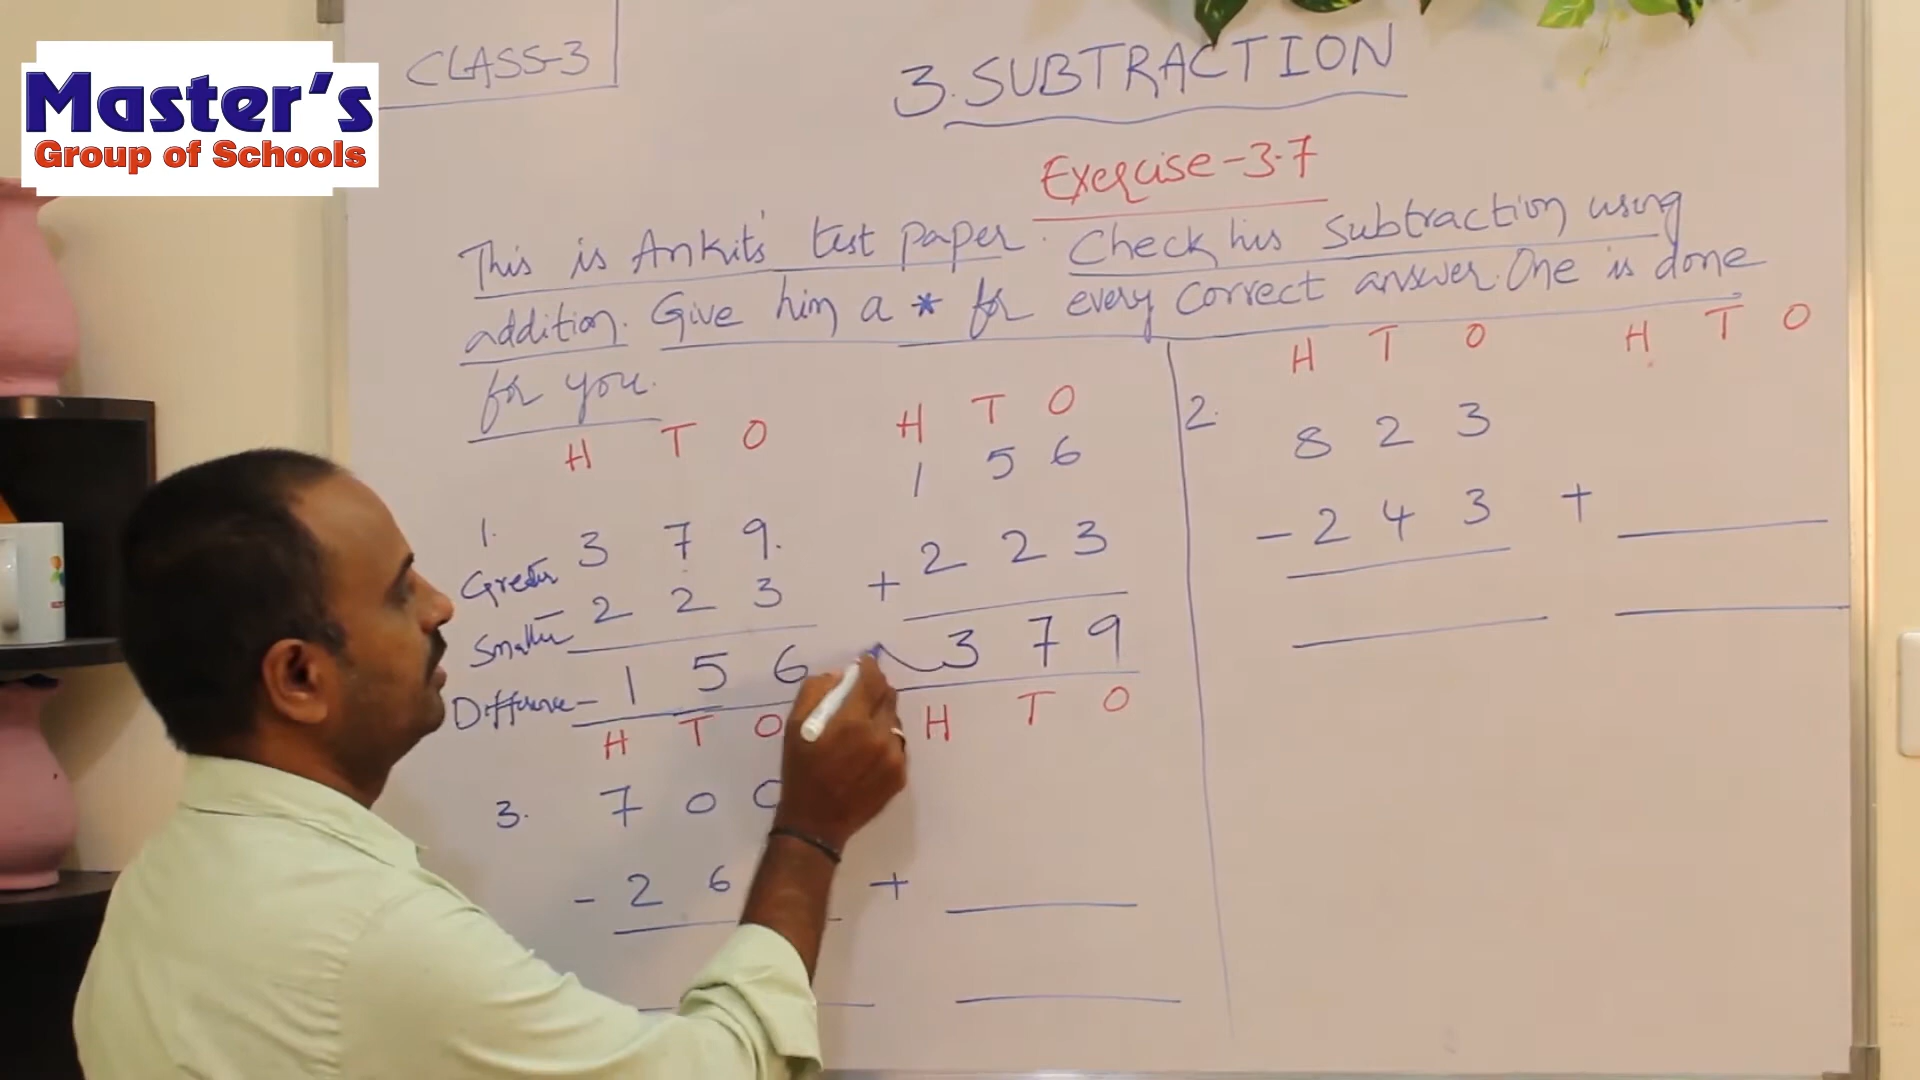 Master's
Group of Schools
CLASS-3
3. SUBTRACTION
Exercise-3.7
This is Ankit's test paper. Check his subtraction using
addition. Give him a * for every correct answer. One is done
for you.
H T O
1.
Greater 3 7 9
Smaller - 2 2 3
Difference - 1 5 6
H T O
1 5 6
+ 2 2 3
3 7 9
H T O
2.
8 2 3
- 2 4 3
H T O
+
H T O
3. 7 0 0
- 2 6
H T O
+